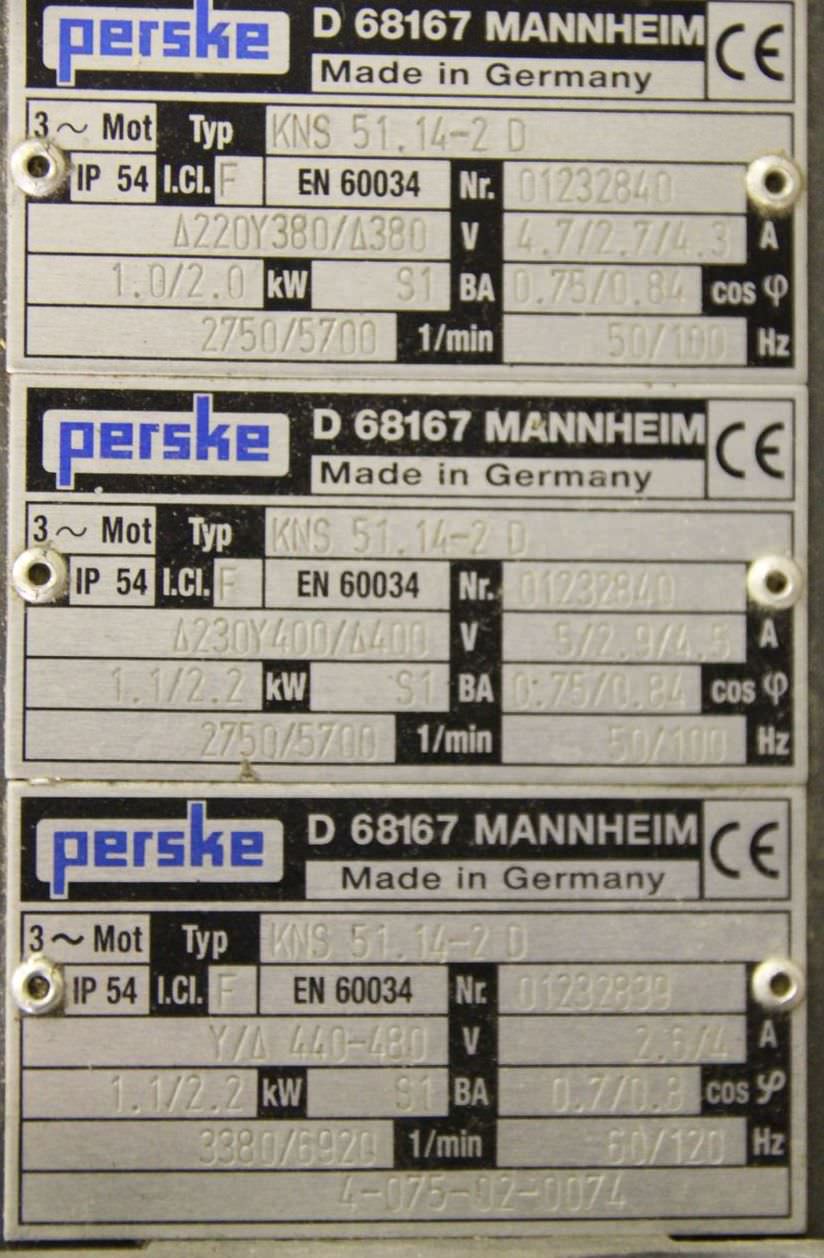 perske D 68167 MANNHEIM CE
Made in Germany
3~ Mot Typ KNS 51.14-2 D
IP 54 I.Cl. F EN 60034 Nr. 01232840
Δ220Y380/Δ380 V 4.7/2.7/4.3 A
1.0/2.0 kW S1 BA 0.75/0.84 cos φ
2750/5700 1/min 50/100 Hz
perske D 68167 MANNHEIM CE
Made in Germany
3~ Mot Typ KNS 51.14-2 D
IP 54 I.Cl. F EN 60034 Nr. 01232840
Δ230Y400/Δ400 V 5/2.9/4.5 A
1.1/2.2 kW S1 BA 0.75/0.84 cos φ
2750/5700 1/min 50/100 Hz
perske D 68167 MANNHEIM CE
Made in Germany
3~ Mot Typ KNS 51.14-2 D
IP 54 I.Cl. F EN 60034 Nr. 01232839
Y/Δ 440-480 V 2.6/4 A
1.1/2.2 kW S1 BA 0.7/0.8 cos φ
3380/6920 1/min 60/120 Hz
4-075-02-0074